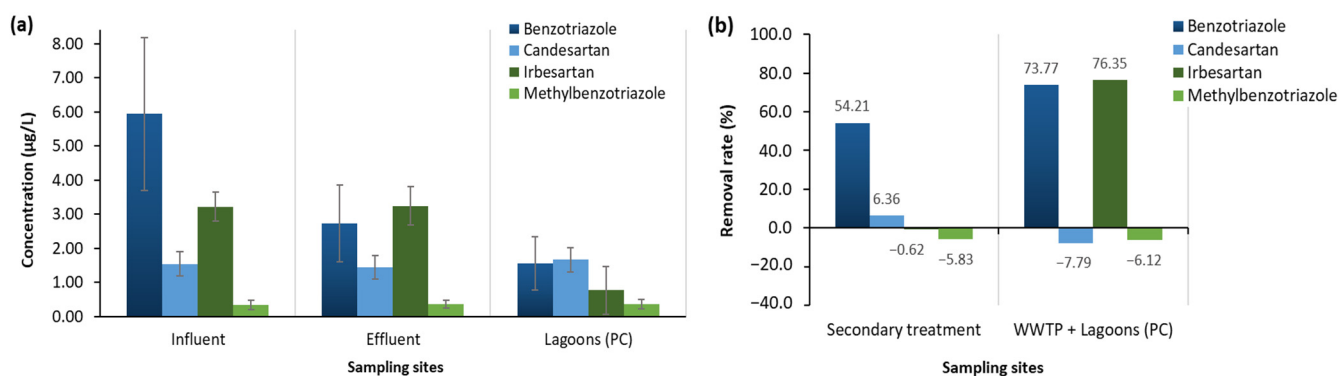 (a)
Concentration (µg/L)
8.00
7.00
6.00
5.00
4.00
3.00
2.00
1.00
0.00
Benzotriazole
Candesartan
Irbesartan
Methylbenzotriazole
Influent
Effluent
Lagoons (PC)
Sampling sites
(b)
Removal rate (%)
100.0
80.0
60.0
40.0
20.0
0.0
−20.0
−40.0
54.21
6.36
−0.62
−5.83
73.77
−7.79
76.35
−6.12
Benzotriazole
Candesartan
Irbesartan
Methylbenzotriazole
Secondary treatment
WWTP + Lagoons (PC)
Sampling sites